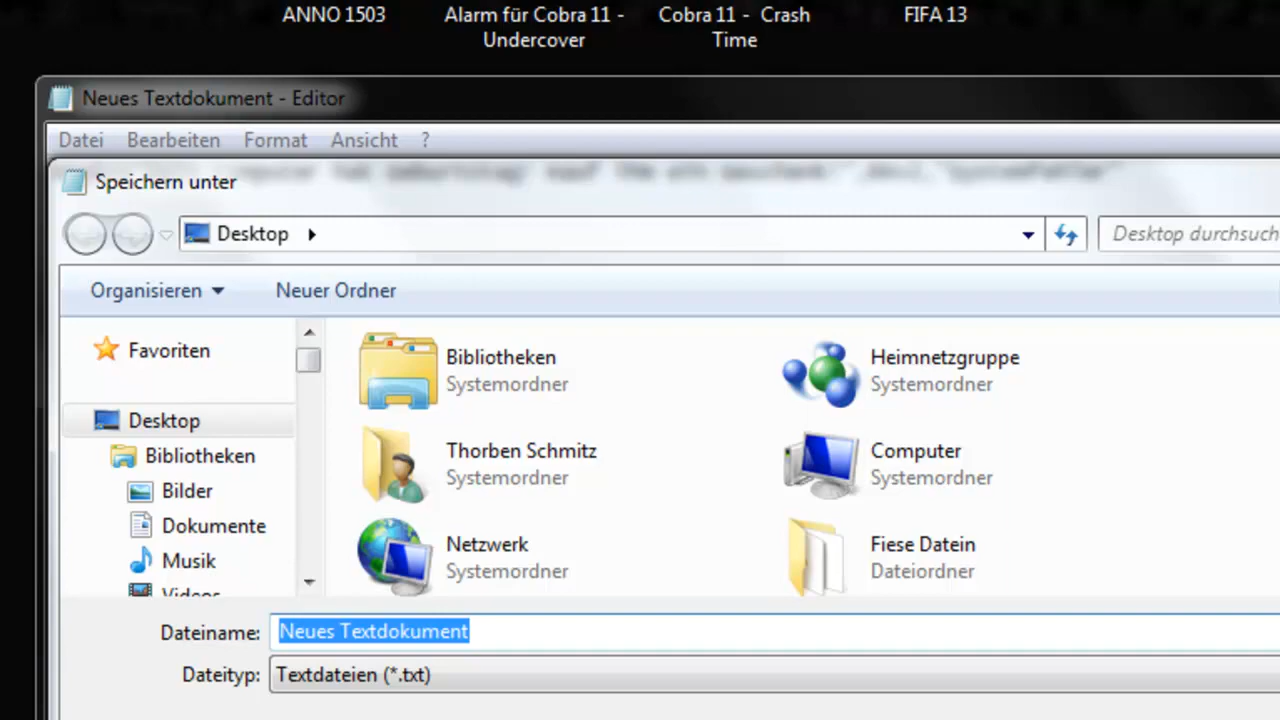 ANNO 1503
Alarm für Cobra 11 -
Undercover
Cobra 11 - Crash
Time
FIFA 13
Neues Textdokument - Editor
Datei Bearbeiten Format Ansicht ?
Speichern unter
Desktop
Desktop durchsuch
Organisieren Neuer Ordner
Favoriten
Desktop
Bibliotheken
Bilder
Dokumente
Musik
Videos
Bibliotheken
Systemordner
Heimnetzgruppe
Systemordner
Thorben Schmitz
Systemordner
Computer
Systemordner
Netzwerk
Systemordner
Fiese Datein
Dateiordner
Dateiname: Neues Textdokument
Dateityp: Textdateien (*.txt)